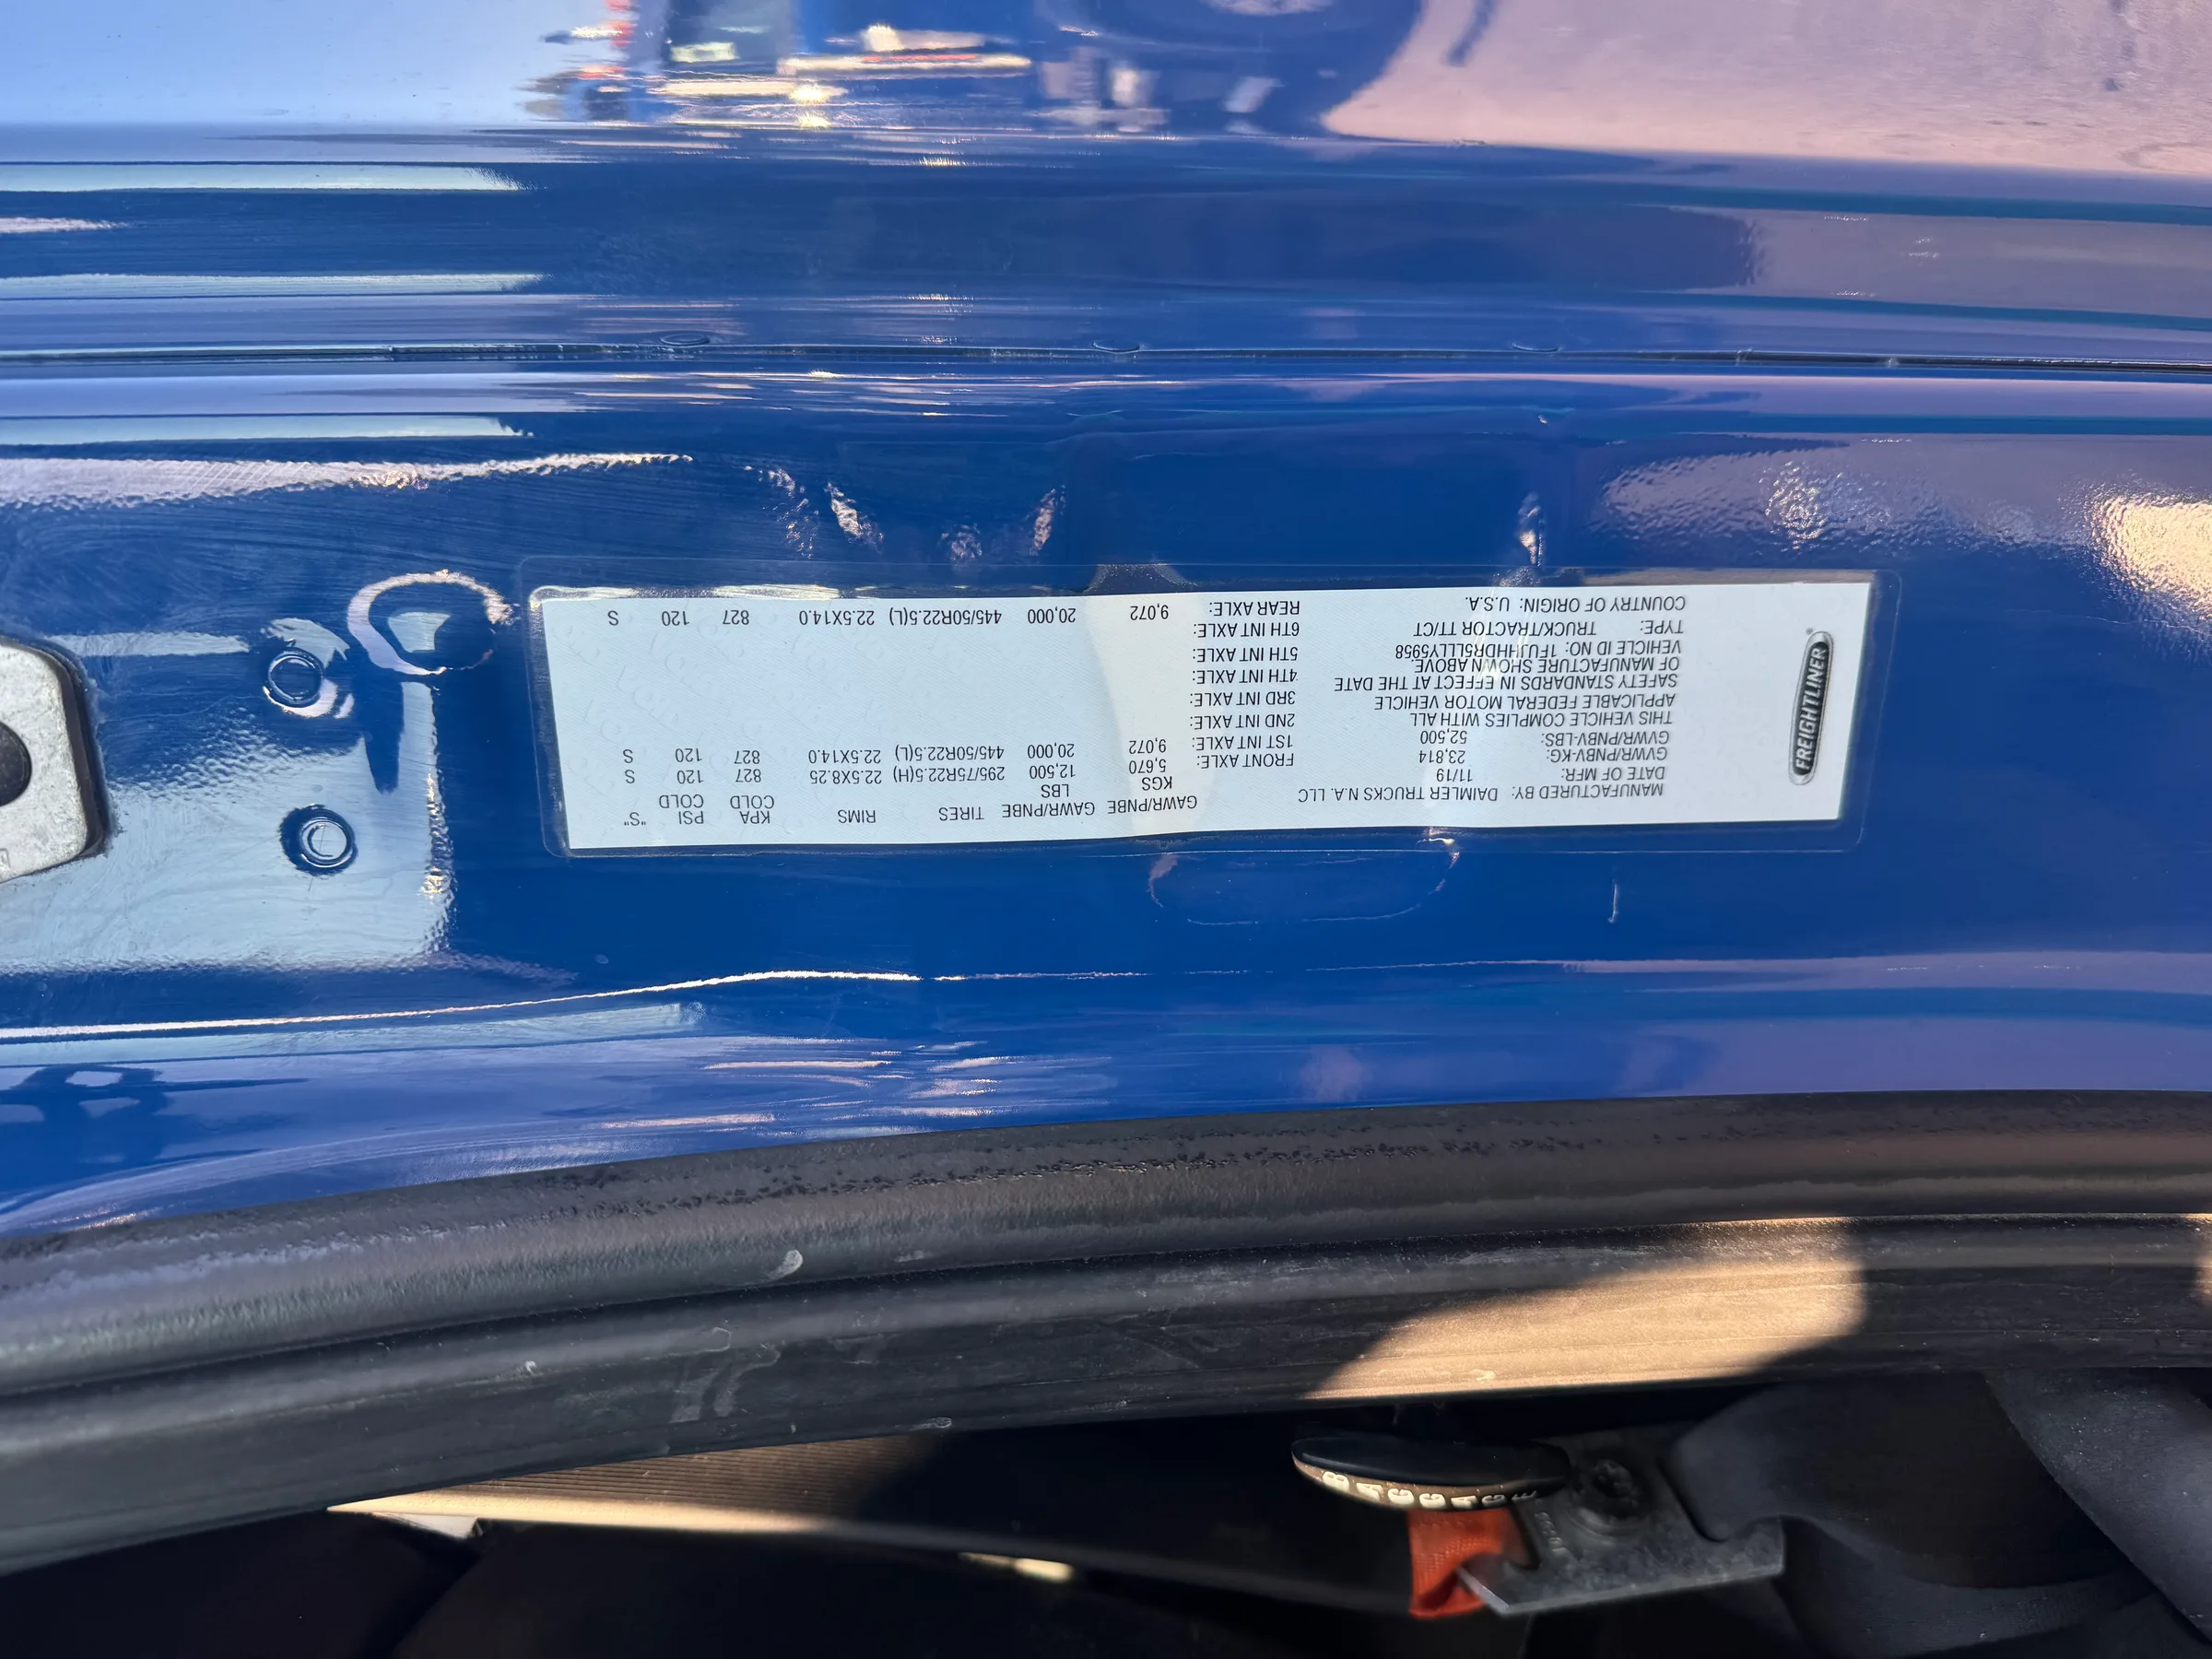 FREIGHTLINER
MANUFACTURED BY: DAIMLER TRUCKS N.A. LLC
DATE OF MFR: 11/19
GVWR/PNBV-KG: 23,814
GVWR/PNBV-LBS: 52,500
THIS VEHICLE COMPLIES WITH ALL
APPLICABLE FEDERAL MOTOR VEHICLE
SAFETY STANDARDS IN EFFECT AT THE DATE
OF MANUFACTURE SHOWN ABOVE.
VEHICLE ID NO: 1FUJHHDR5LLLY5958
TYPE: TRUCK/TRACTOR TT/CT
COUNTRY OF ORIGIN: U.S.A.
GAWR/PNBE KGS GAWR/PNBE LBS TIRES RIMS KPA COLD PSI COLD "S"
FRONT AXLE: 5,670 12,500 295/75R22.5(H) 22.5X8.25 827 120 S
1ST INT AXLE: 9,072 20,000 445/50R22.5(L) 22.5X14.0 827 120 S
2ND INT AXLE:
3RD INT AXLE:
4TH INT AXLE:
5TH INT AXLE:
6TH INT AXLE:
REAR AXLE: 9,072 20,000 445/50R22.5(L) 22.5X14.0 827 120 S
BAGGAGE